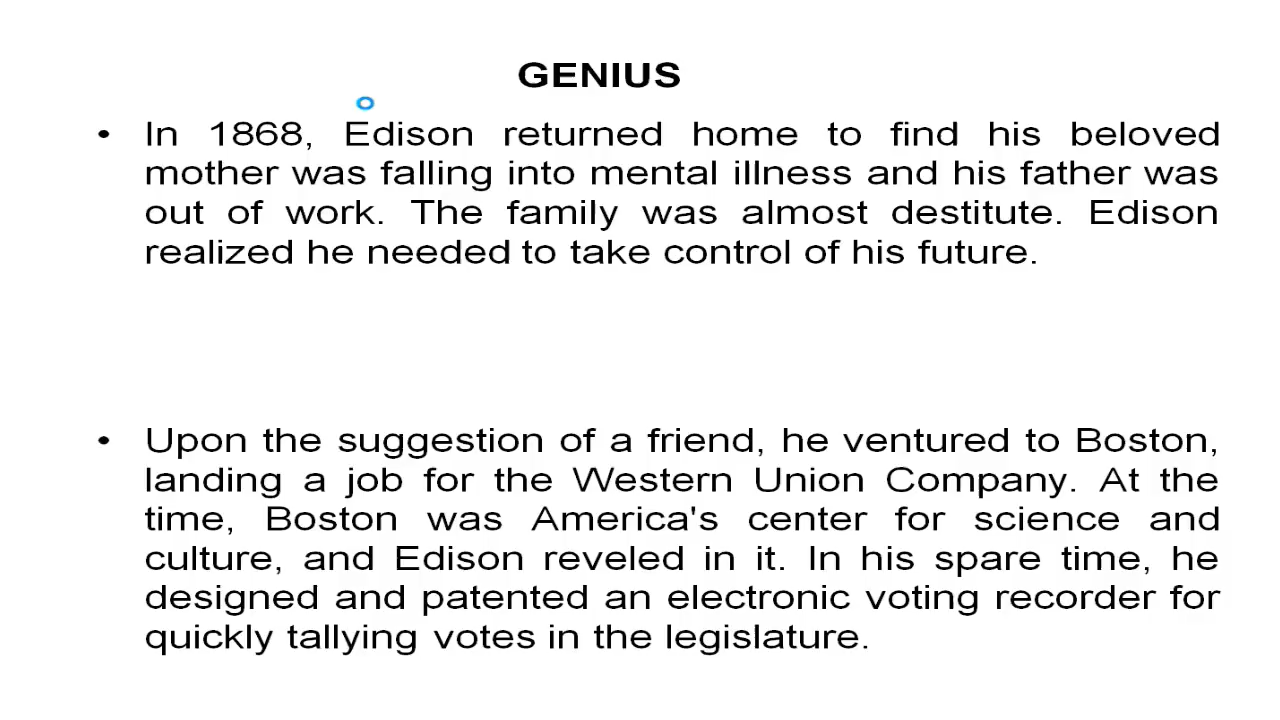 GENIUS
• In 1868, Edison returned home to find his beloved
mother was falling into mental illness and his father was
out of work. The family was almost destitute. Edison
realized he needed to take control of his future.
• Upon the suggestion of a friend, he ventured to Boston,
landing a job for the Western Union Company. At the
time, Boston was America's center for science and
culture, and Edison reveled in it. In his spare time, he
designed and patented an electronic voting recorder for
quickly tallying votes in the legislature.